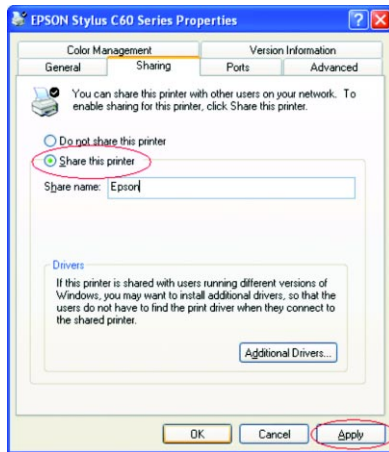 EPSON Stylus C60 Series Properties
Color Management
Version Information
General
Sharing
Ports
Advanced
You can share this printer with other users on your network. To
enable sharing for this printer, click Share this printer.
Do not share this printer
Share this printer
Share name: Epson
Drivers
If this printer is shared with users running different versions of
Windows, you may want to install additional drivers, so that the
users do not have to find the print driver when they connect to
the shared printer.
Additional Drivers...
OK
Cancel
Apply